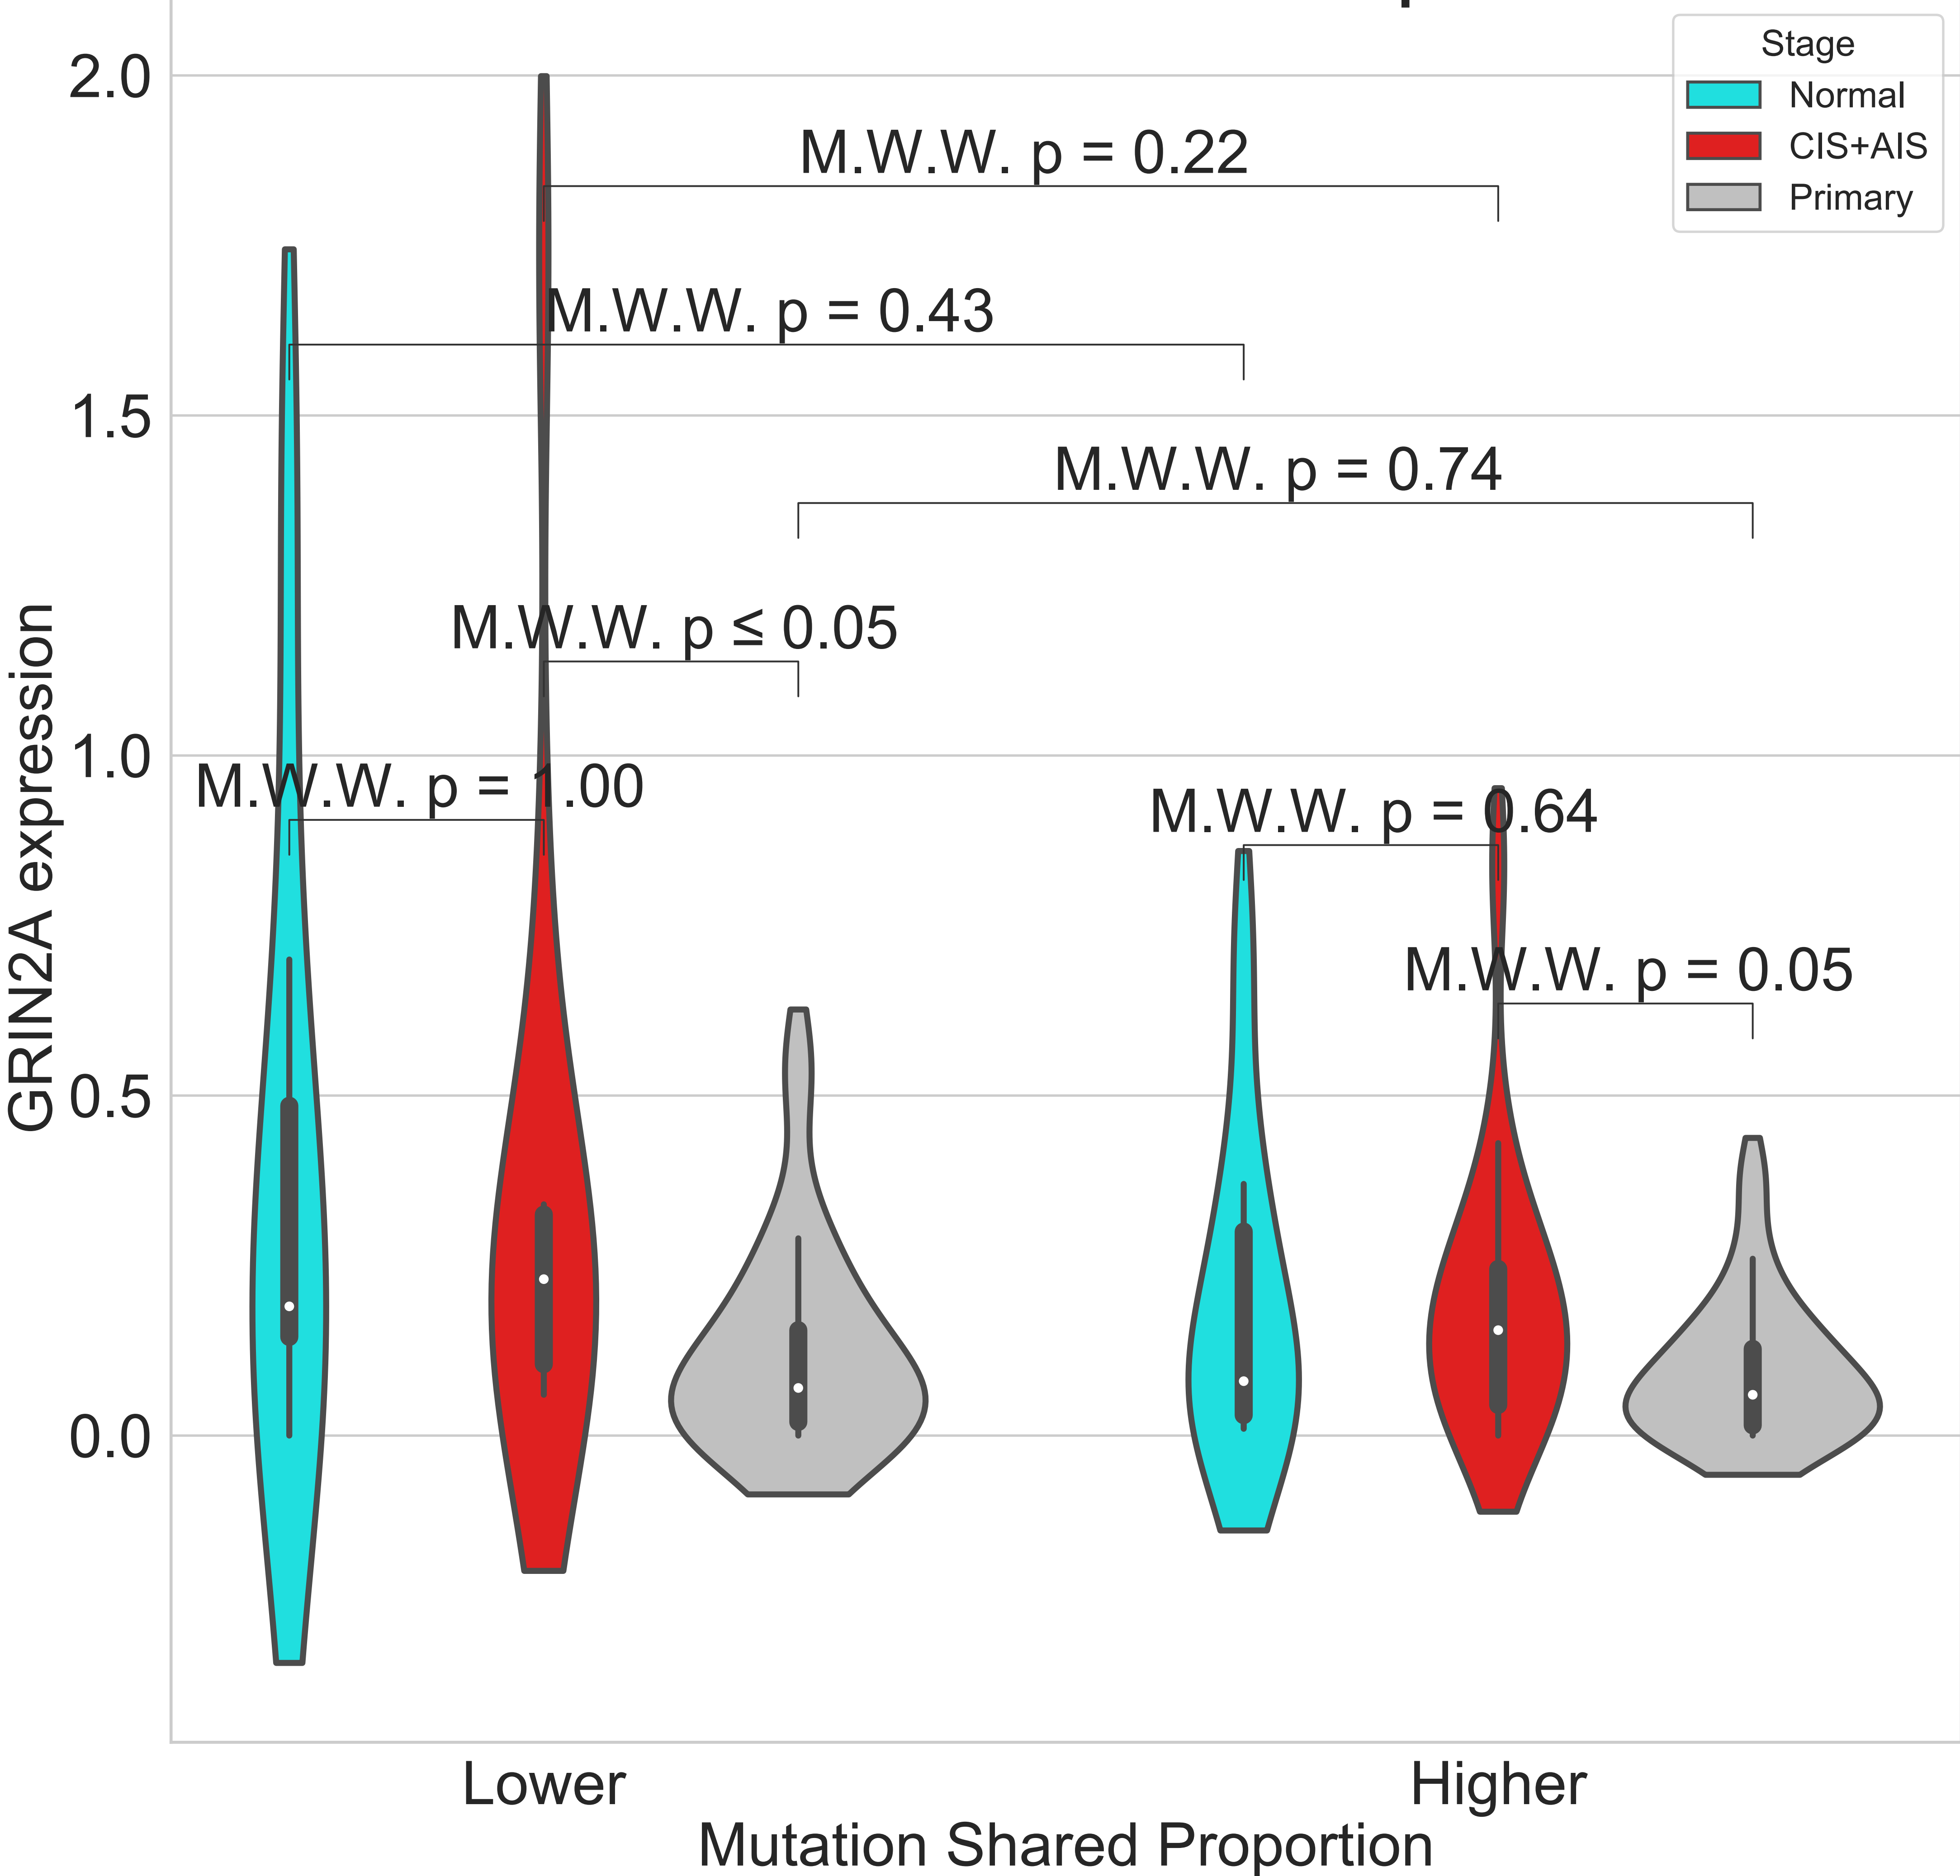 Stage
Normal
CIS+AIS
Primary
2.0
1.5
1.0
0.5
0.0
GRIN2A expression
M.W.W. p = 0.22
M.W.W. p = 0.43
M.W.W. p = 0.74
M.W.W. p ≤ 0.05
M.W.W. p = 1.00
M.W.W. p = 0.64
M.W.W. p = 0.05
Lower
Higher
Mutation Shared Proportion